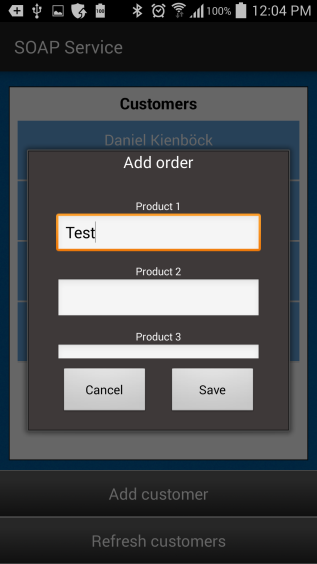 100% 12:04 PM
SOAP Service
Customers
Daniel Kienböck
Add order
Product 1
Test
Product 2
Product 3
Cancel
Save
Add customer
Refresh customers